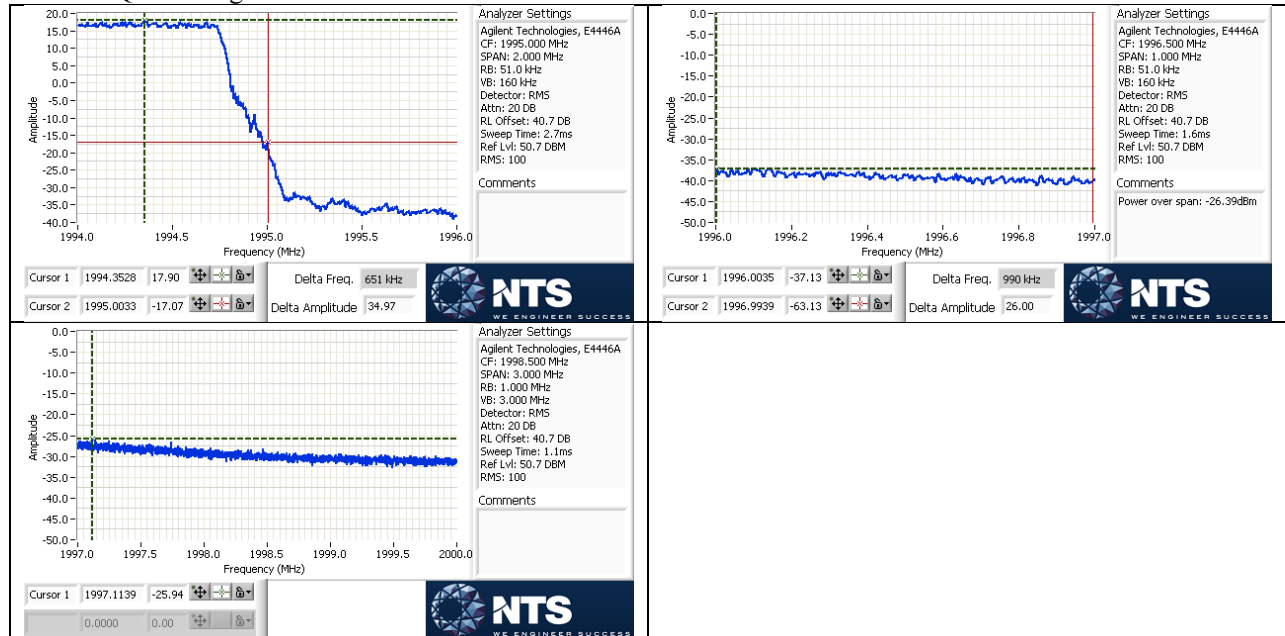 20.0
15.0
10.0
5.0
0.0
-5.0
-10.0
-15.0
-20.0
-25.0
-30.0
-35.0
-40.0
Amplitude
1994.0 1994.5 1995.0 1995.5 1996.0
Frequency (MHz)
Analyzer Settings
Agilent Technologies, E4446A
CF: 1995.000 MHz
SPAN: 2.000 MHz
RB: 51.0 kHz
VB: 160 kHz
Detector: RMS
Attn: 20 DB
RL Offset: 40.7 DB
Sweep Time: 2.7ms
Ref Lvl: 50.7 DBM
RMS: 100
Comments
Cursor 1 1994.3528 17.90
Cursor 2 1995.0033 -17.07
Delta Freq. 651 kHz
Delta Amplitude 34.97
NTS
WE ENGINEER SUCCESS
0.0
-5.0
-10.0
-15.0
-20.0
-25.0
-30.0
-35.0
-40.0
-45.0
-50.0
Amplitude
1996.0 1996.2 1996.4 1996.6 1996.8 1997.0
Frequency (MHz)
Analyzer Settings
Agilent Technologies, E4446A
CF: 1996.500 MHz
SPAN: 1.000 MHz
RB: 51.0 kHz
VB: 160 kHz
Detector: RMS
Attn: 20 DB
RL Offset: 40.7 DB
Sweep Time: 1.6ms
Ref Lvl: 50.7 DBM
RMS: 100
Comments
Power over span: -26.39dBm
Cursor 1 1996.0035 -37.13
Cursor 2 1996.9939 -63.13
Delta Freq. 990 kHz
Delta Amplitude 26.00
NTS
WE ENGINEER SUCCESS
0.0
-5.0
-10.0
-15.0
-20.0
-25.0
-30.0
-35.0
-40.0
-45.0
-50.0
Amplitude
1997.0 1997.5 1998.0 1998.5 1999.0 1999.5 2000.0
Frequency (MHz)
Analyzer Settings
Agilent Technologies, E4446A
CF: 1998.500 MHz
SPAN: 3.000 MHz
RB: 1.000 MHz
VB: 3.000 MHz
Detector: RMS
Attn: 20 DB
RL Offset: 40.7 DB
Sweep Time: 1.1ms
Ref Lvl: 50.7 DBM
RMS: 100
Comments
Cursor 1 1997.1139 -25.94
0.0000 0.00
NTS
WE ENGINEER SUCCESS